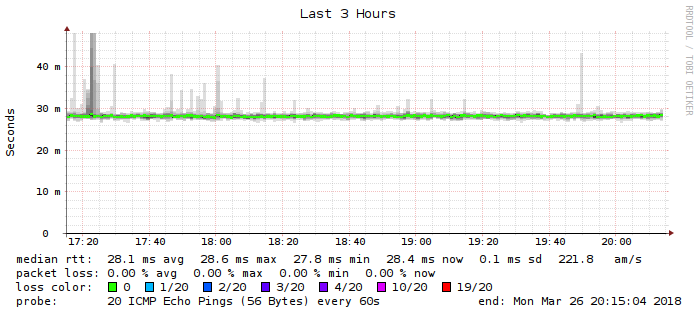 Last 3 Hours
RRDTOOL / TOBI OETIKER
Seconds
40 m
30 m
20 m
10 m
0
17:20 17:40 18:00 18:20 18:40 19:00 19:20 19:40 20:00
median rtt: 28.1 ms avg 28.6 ms max 27.8 ms min 28.4 ms now 0.1 ms sd 221.8 am/s
packet loss: 0.00 % avg 0.00 % max 0.00 % min 0.00 % now
loss color: 0 1/20 2/20 3/20 4/20 10/20 19/20
probe: 20 ICMP Echo Pings (56 Bytes) every 60s end: Mon Mar 26 20:15:04 2018